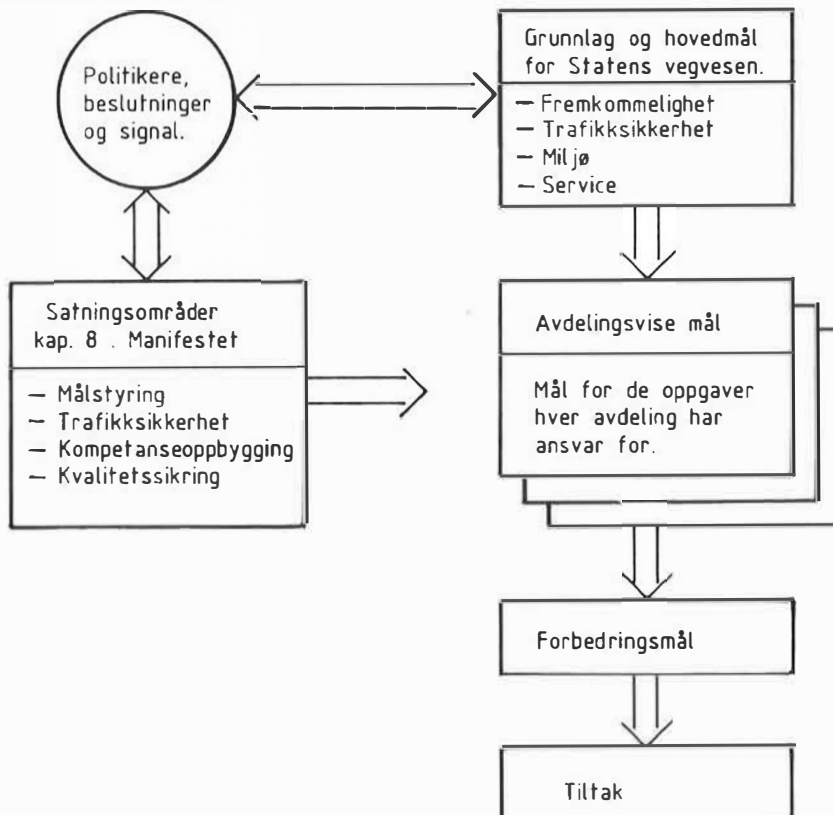 Politikere,
beslutninger
og signal.
Grunnlag og hovedmål
for Statens vegvesen.
— Fremkommelighet
— Trafikksikkerhet
— Miljø
— Service
Satningsområder
kap. 8 . Manifestet
— Målstyring
— Trafikksikkerhet
— Kompetanseoppbygging
— Kvalitetssikring
Avdelingsvise mål
Mål for de oppgaver
hver avdeling har
ansvar for.
Forbedringsmål
Tiltak